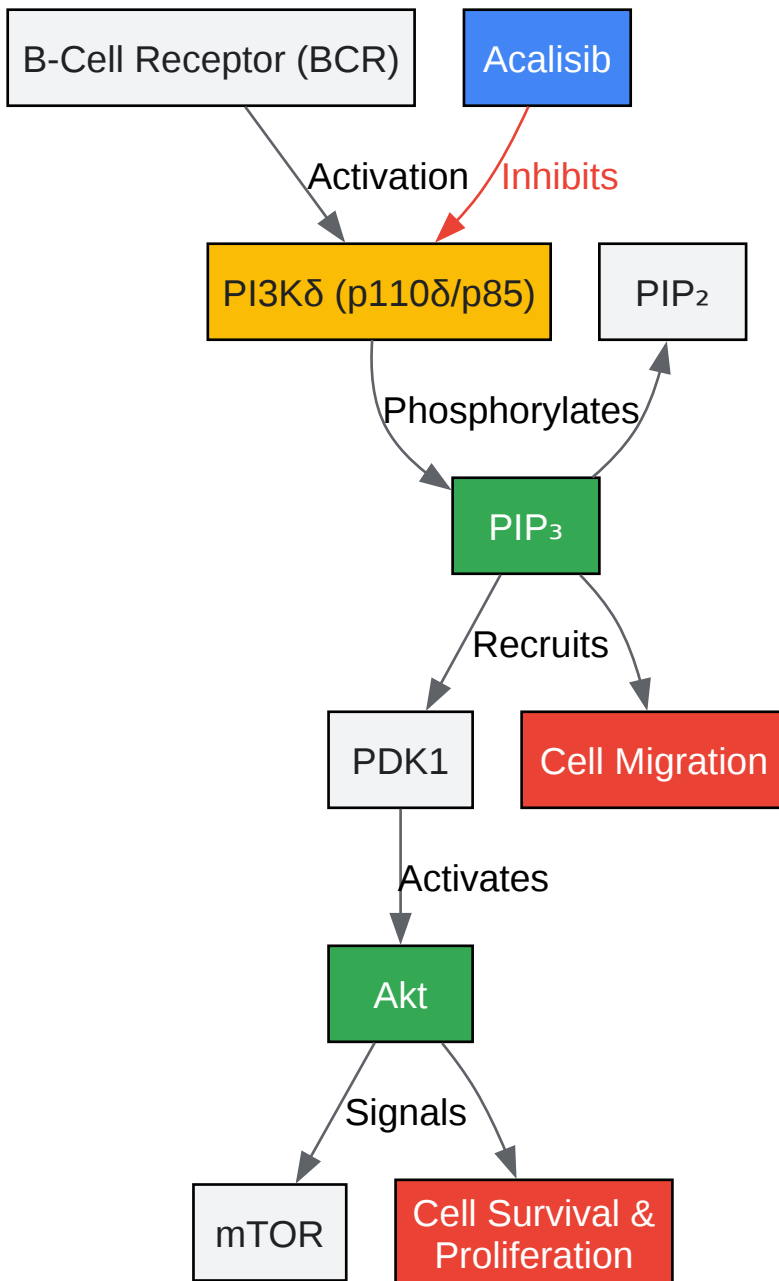 B-Cell Receptor (BCR)
Acalisib
Activation
Inhibits
PI3Kδ (p110δ/p85)
PIP₂
Phosphorylates
PIP₃
Recruits
PDK1
Cell Migration
Activates
Akt
Signals
mTOR
Cell Survival &
Proliferation